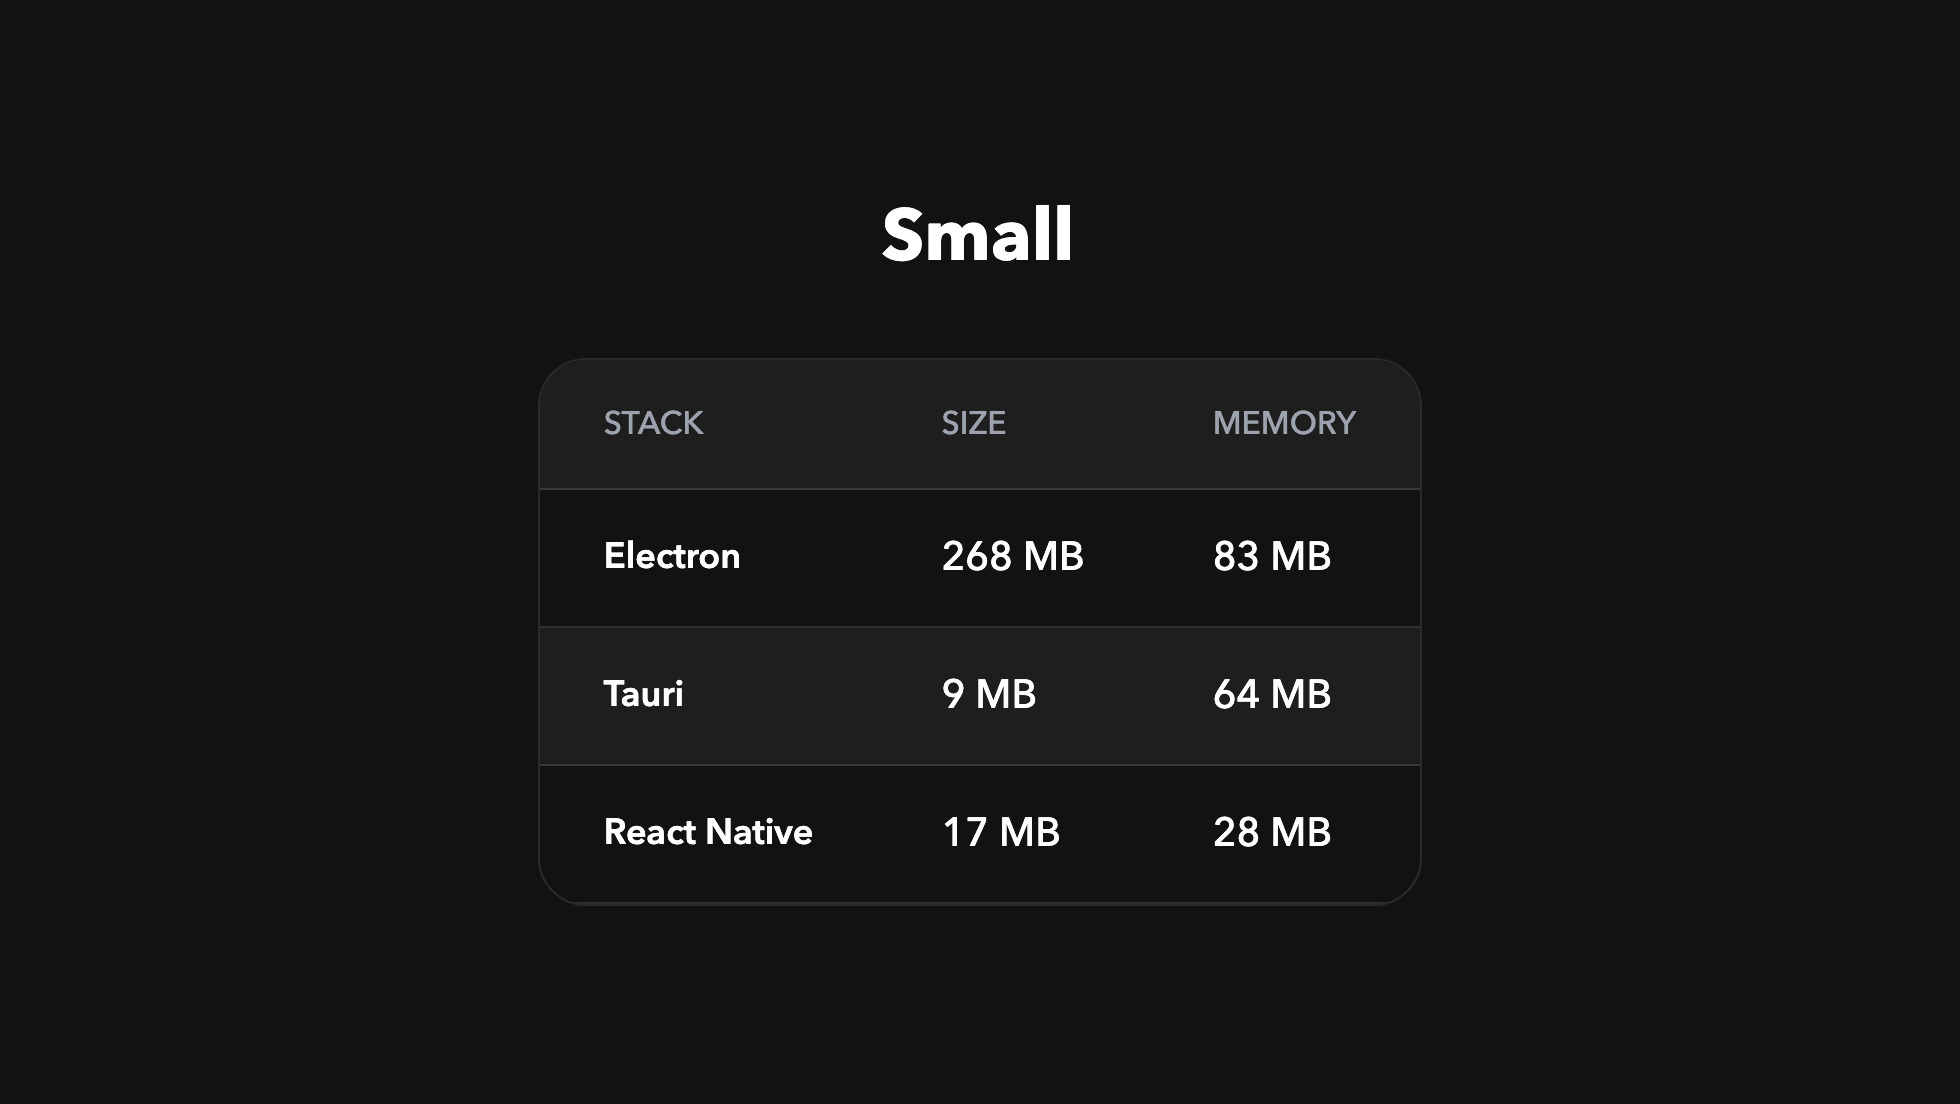 Small
STACK SIZE MEMORY
Electron 268 MB 83 MB
Tauri 9 MB 64 MB
React Native 17 MB 28 MB